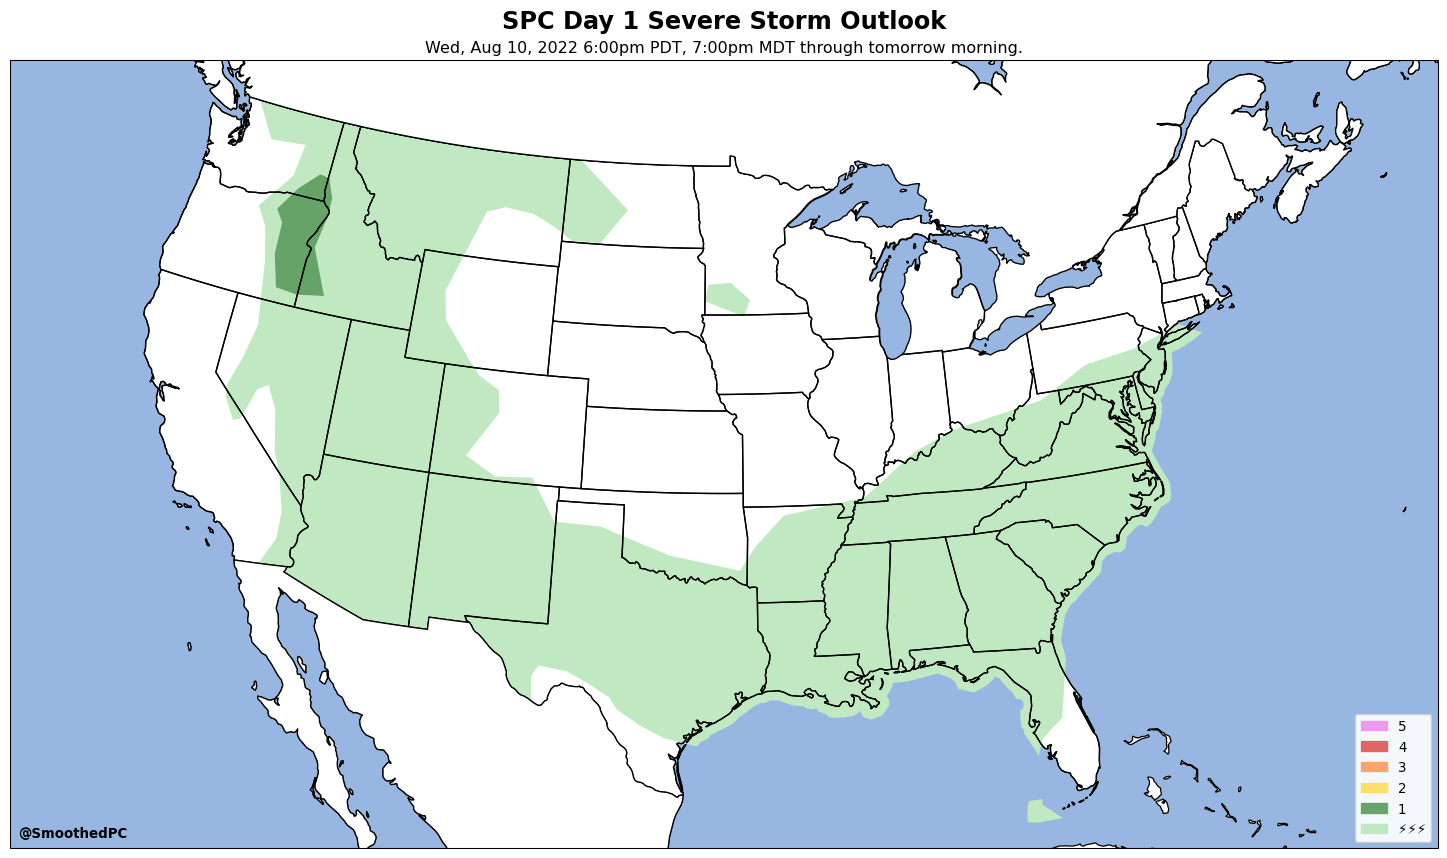 SPC Day 1 Severe Storm Outlook
Wed, Aug 10, 2022 6:00pm PDT, 7:00pm MDT through tomorrow morning.
5
4
3
2
1
⚡⚡⚡
@SmoothedPC